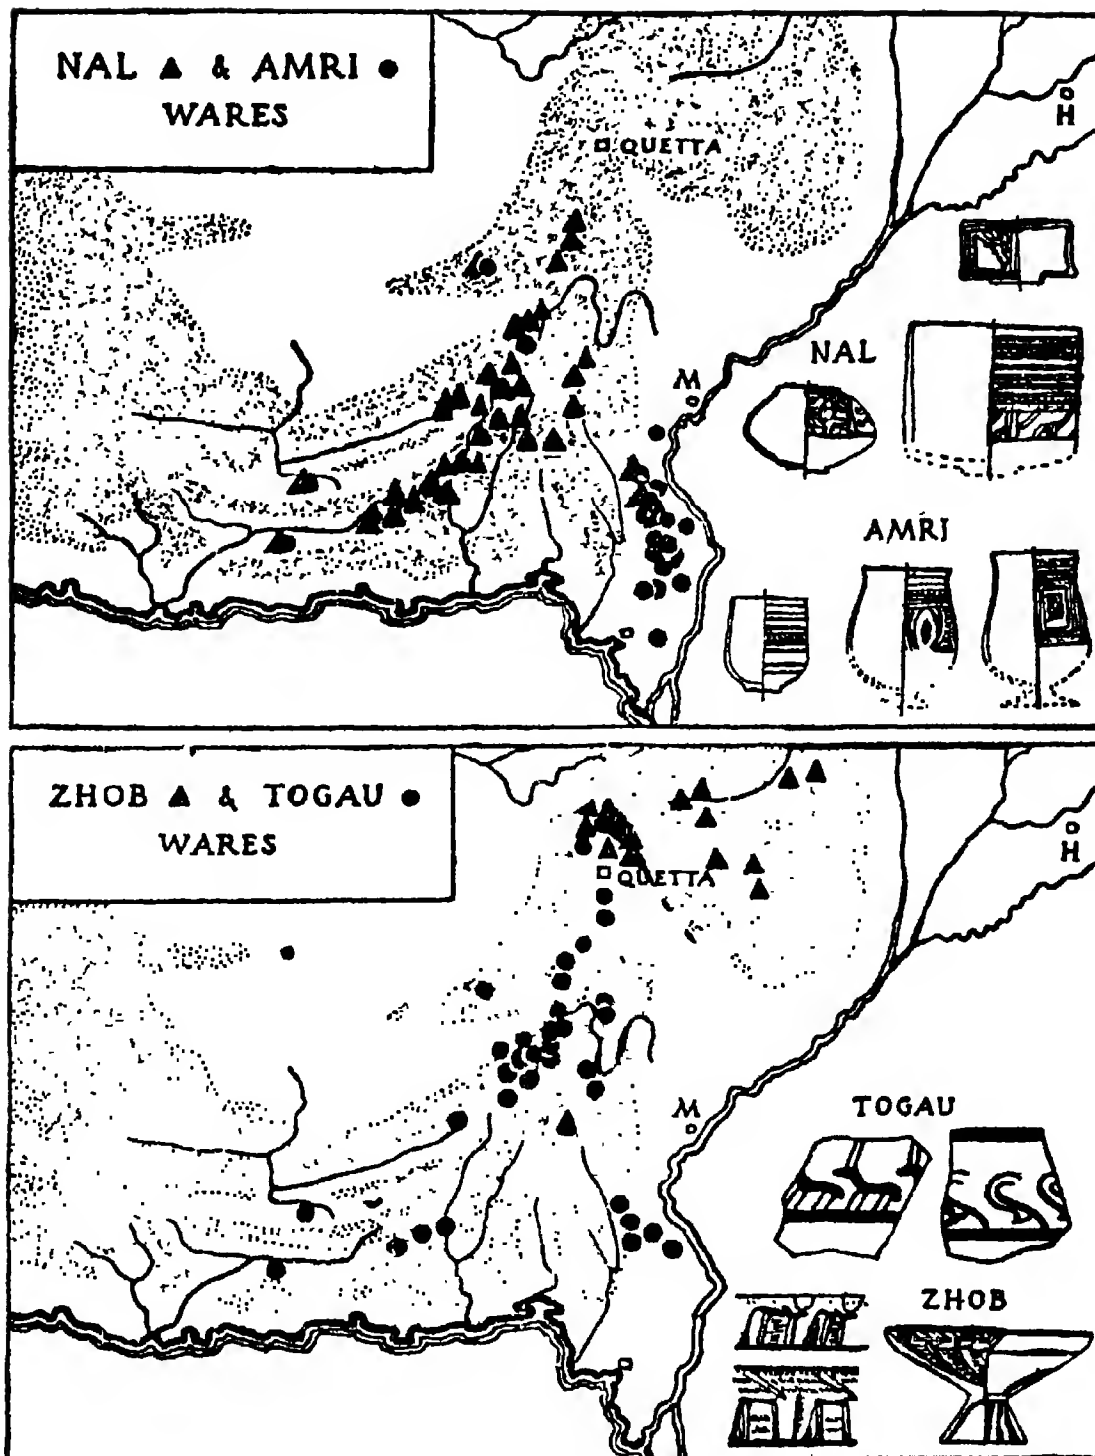 NAL ▲ & AMRI ●
WARES
H
QUETTA
NAL
M
AMRI
ZHOB ▲ & TOGAU ●
WARES
H
QUETTA
M
TOGAU
ZHOB